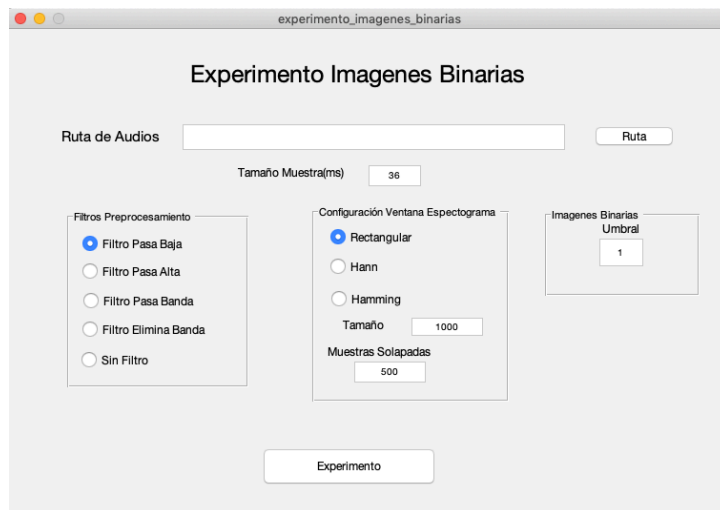 experimento_imagenes_binarias
Experimento Imagenes Binarias
Ruta de Audios
Ruta
Tamaño Muestra(ms)
36
Filtros Preprocesamiento
Filtro Pasa Baja
Filtro Pasa Alta
Filtro Pasa Banda
Filtro Elimina Banda
Sin Filtro
Configuración Ventana Espectograma
Rectangular
Hann
Hamming
Tamaño
1000
Muestras Solapadas
500
Imagenes Binarias
Umbral
1
Experimento